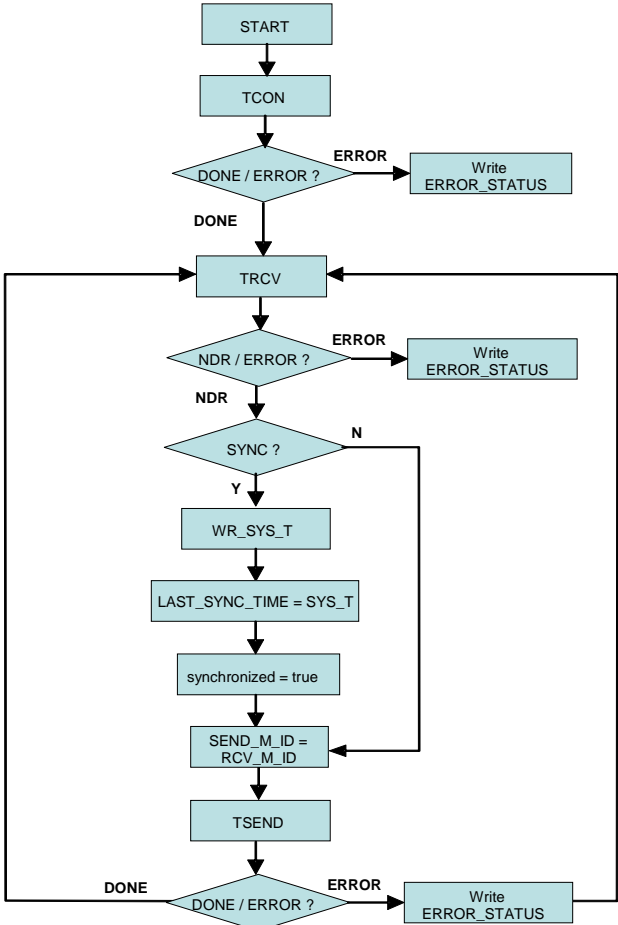 START
TCON
DONE / ERROR ?
ERROR
Write
ERROR_STATUS
DONE
TRCV
NDR / ERROR ?
ERROR
Write
ERROR_STATUS
NDR
SYNC ?
N
Y
WR_SYS_T
LAST_SYNC_TIME = SYS_T
synchronized = true
SEND_M_ID =
RCV_M_ID
TSEND
DONE
DONE / ERROR ?
ERROR
Write
ERROR_STATUS